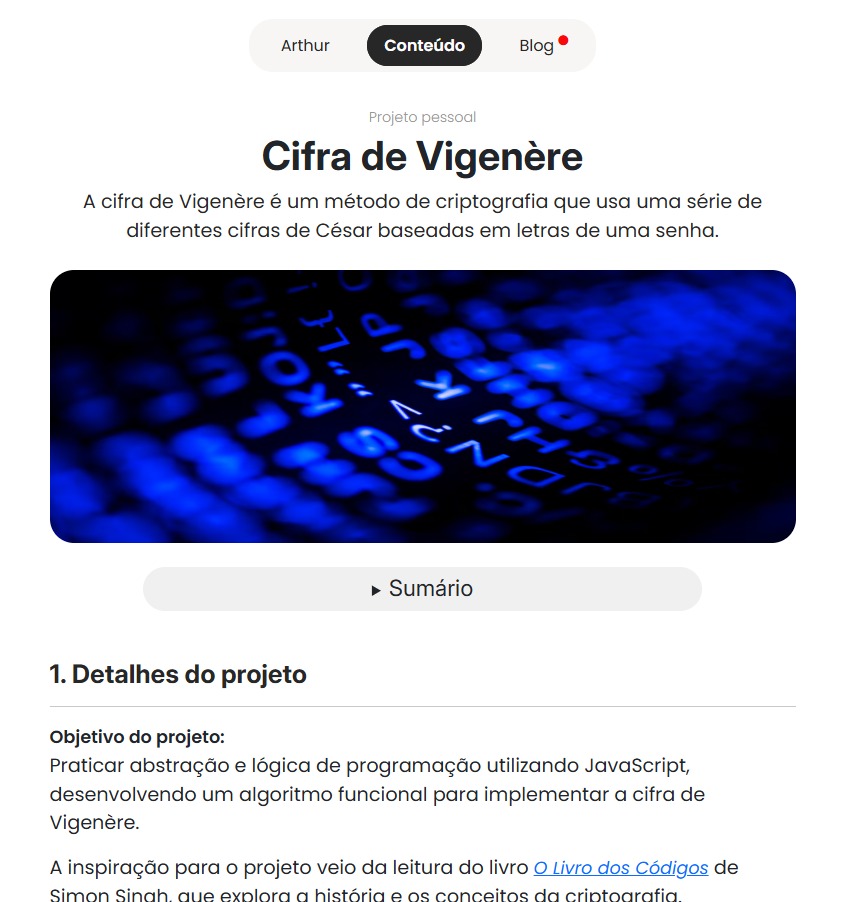 Arthur
Conteúdo
Blog
Projeto pessoal
Cifra de Vigenère
A cifra de Vigenère é um método de criptografia que usa uma série de
diferentes cifras de César baseadas em letras de uma senha.
Sumário
1. Detalhes do projeto
Objetivo do projeto:
Praticar abstração e lógica de programação utilizando JavaScript,
desenvolvendo um algoritmo funcional para implementar a cifra de
Vigenère.
A inspiração para o projeto veio da leitura do livro O Livro dos Códigos de
Simon Singh, que explora a história e os conceitos da criptografia.